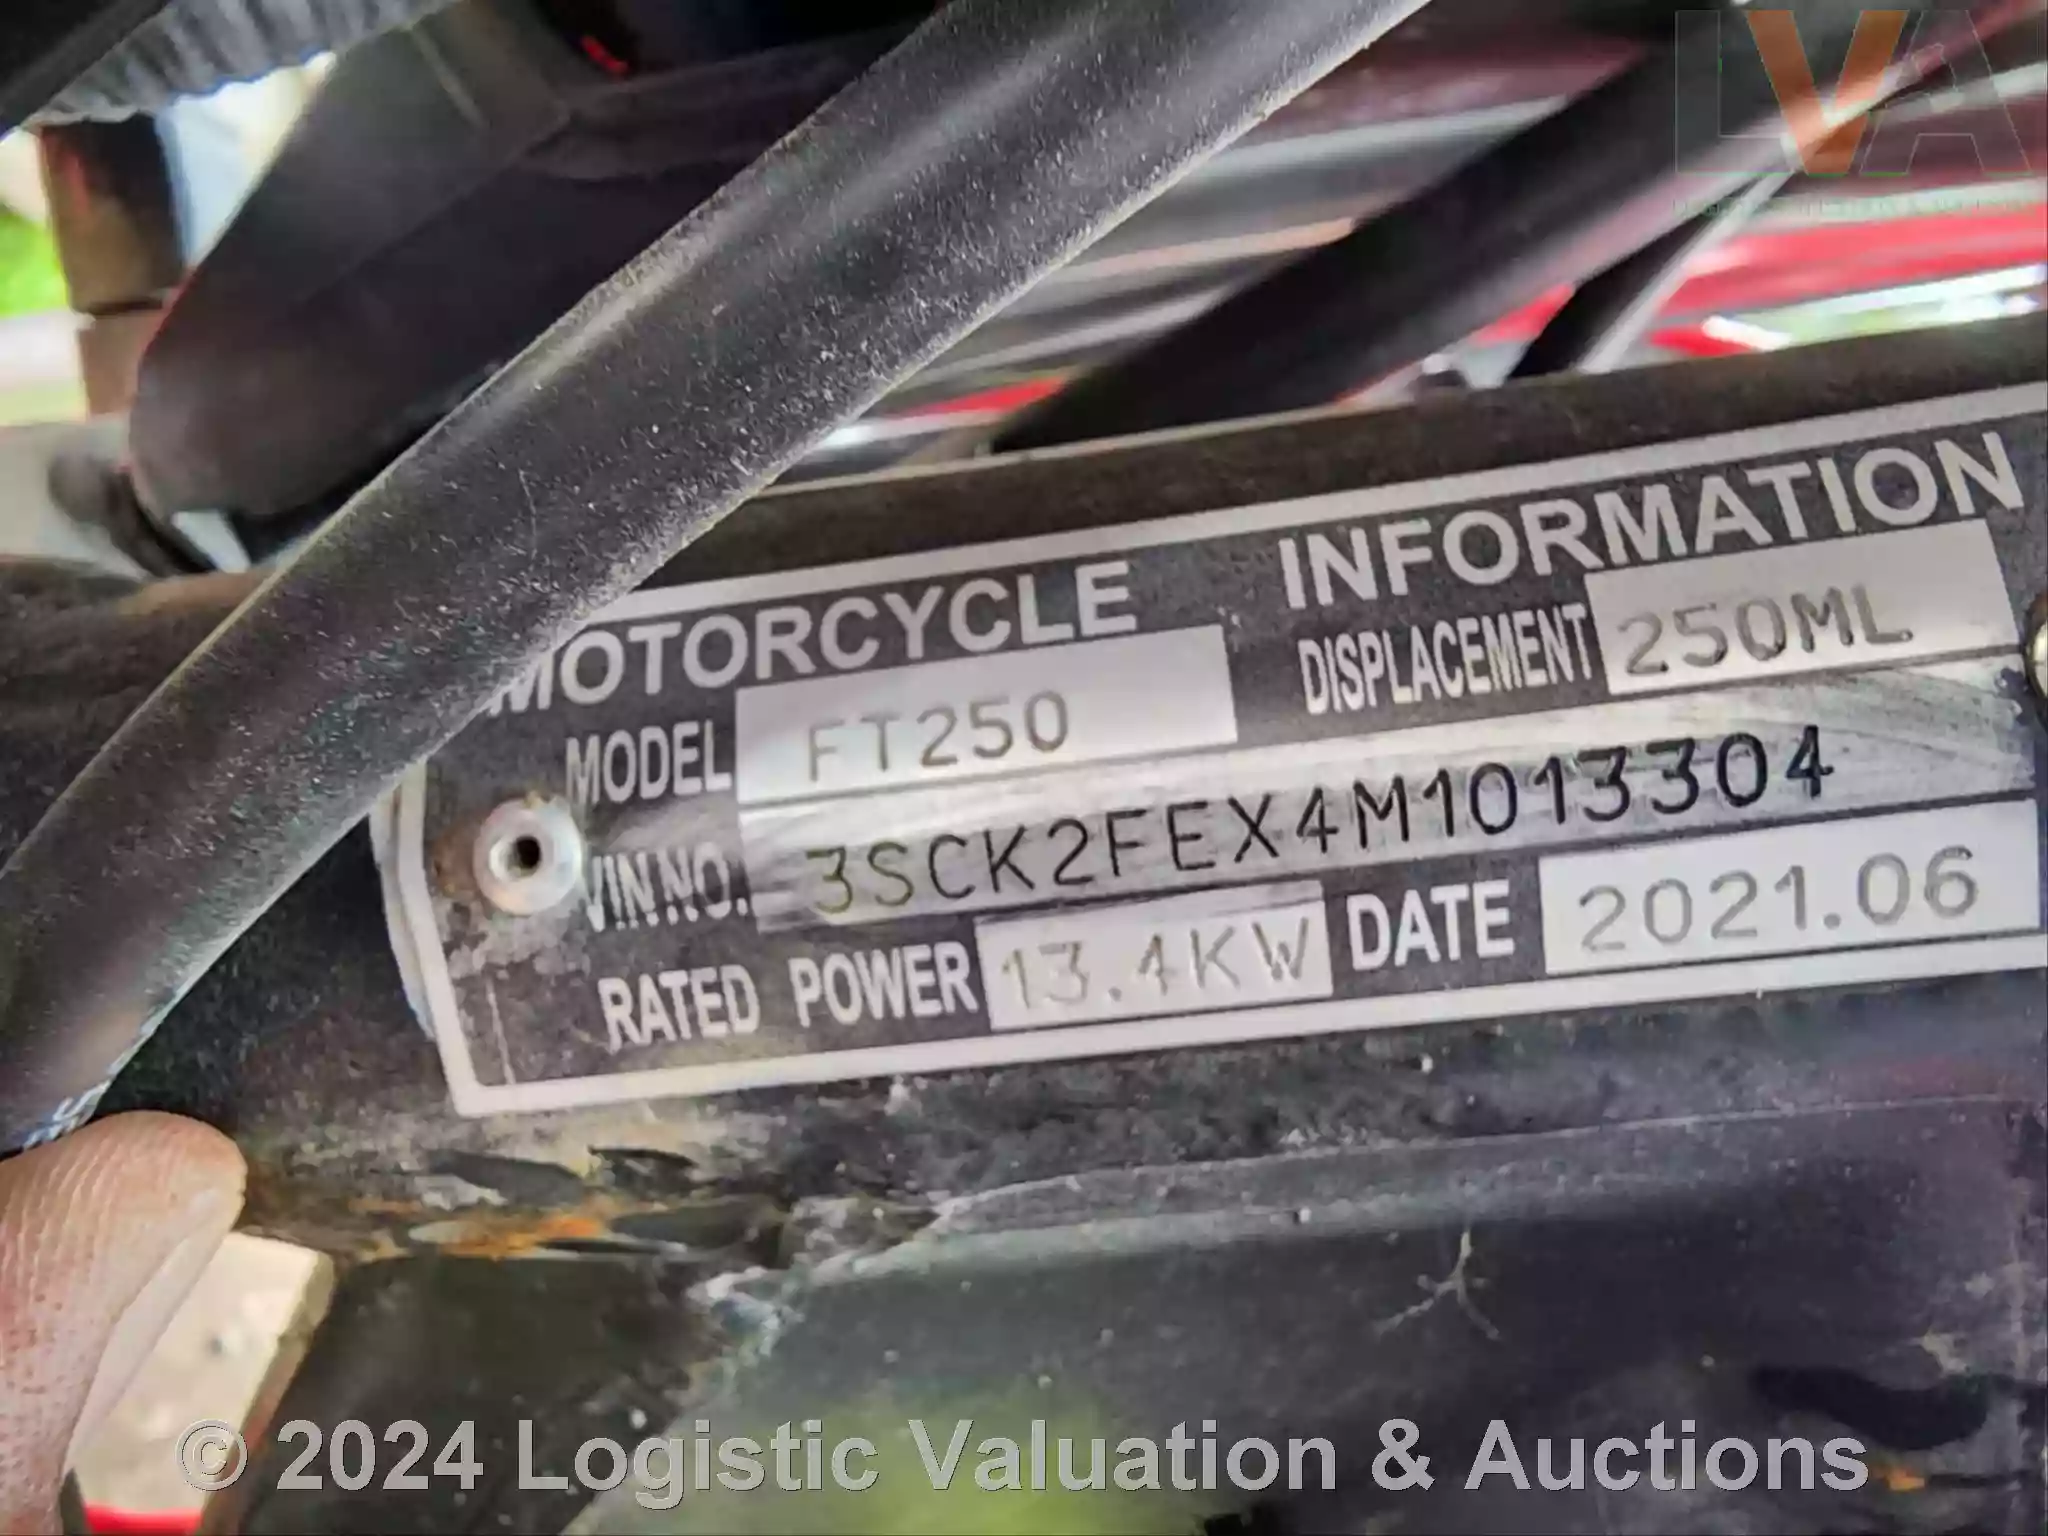 LVA
MOTORCYCLE INFORMATION
MODEL FT250 DISPLACEMENT 250ML
VIN NO. 3SCK2FEX4M1013304
RATED POWER 13.4KW DATE 2021.06
© 2024 Logistic Valuation & Auctions